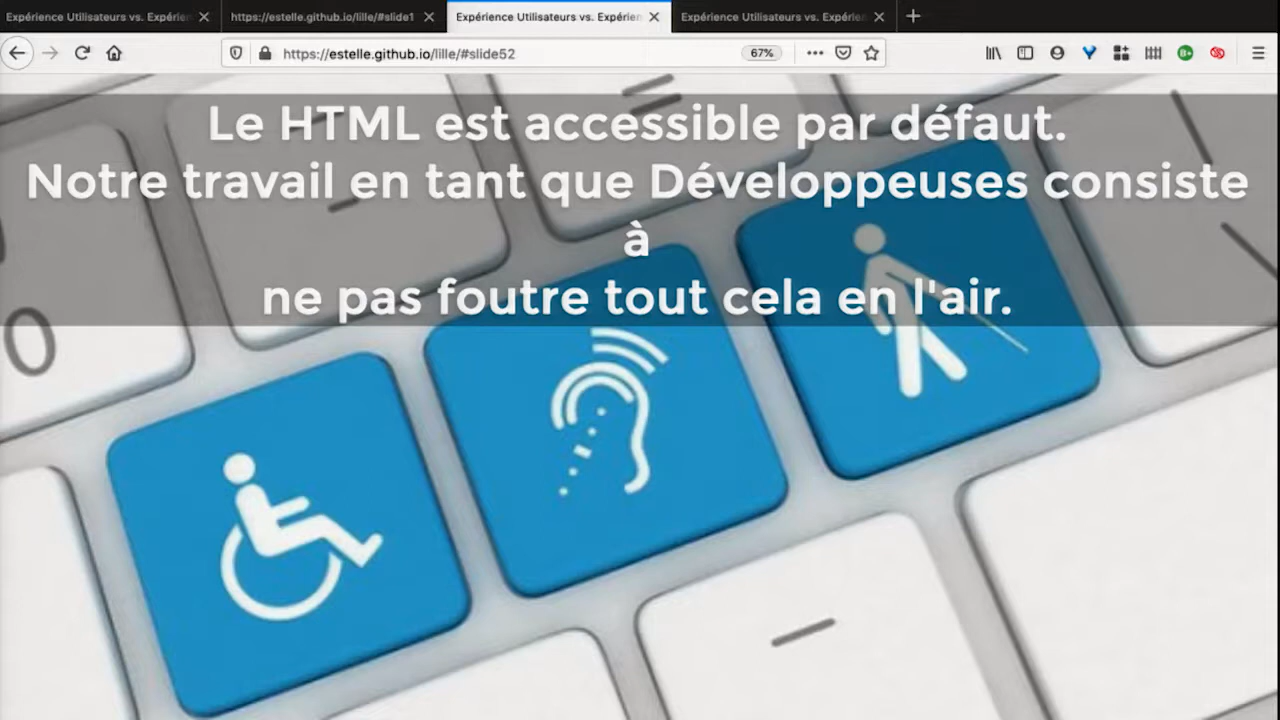 Expérience Utilisateurs vs. Expérien
https://estelle.github.io/lille/#slide1
Expérience Utilisateurs vs. Expérien
Expérience Utilisateurs vs. Expérien
https://estelle.github.io/lille/#slide52
67%
Le HTML est accessible par défaut.
Notre travail en tant que Développeuses consiste
à
ne pas foutre tout cela en l'air.
0